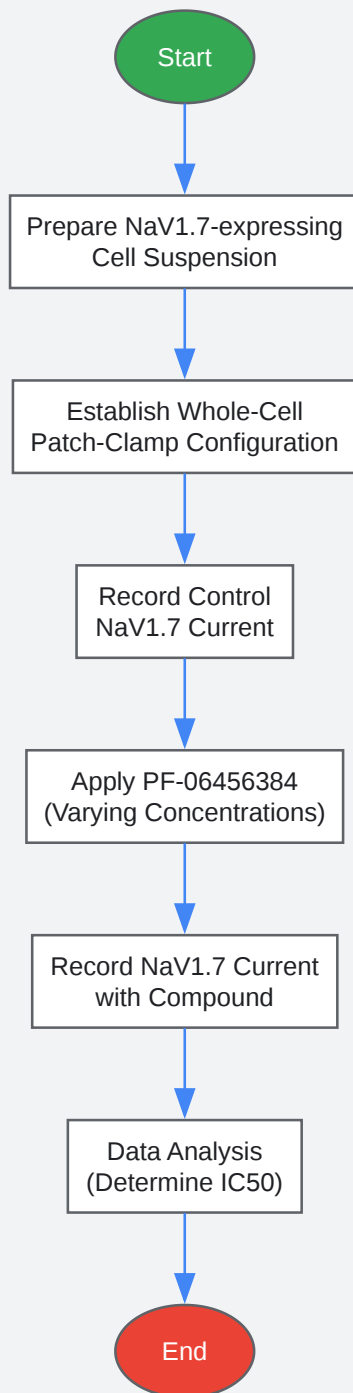 Start
Prepare NaV1.7-expressing
Cell Suspension
Establish Whole-Cell
Patch-Clamp Configuration
Record Control
NaV1.7 Current
Apply PF-06456384
(Varying Concentrations)
Record NaV1.7 Current
with Compound
Data Analysis
(Determine IC50)
End